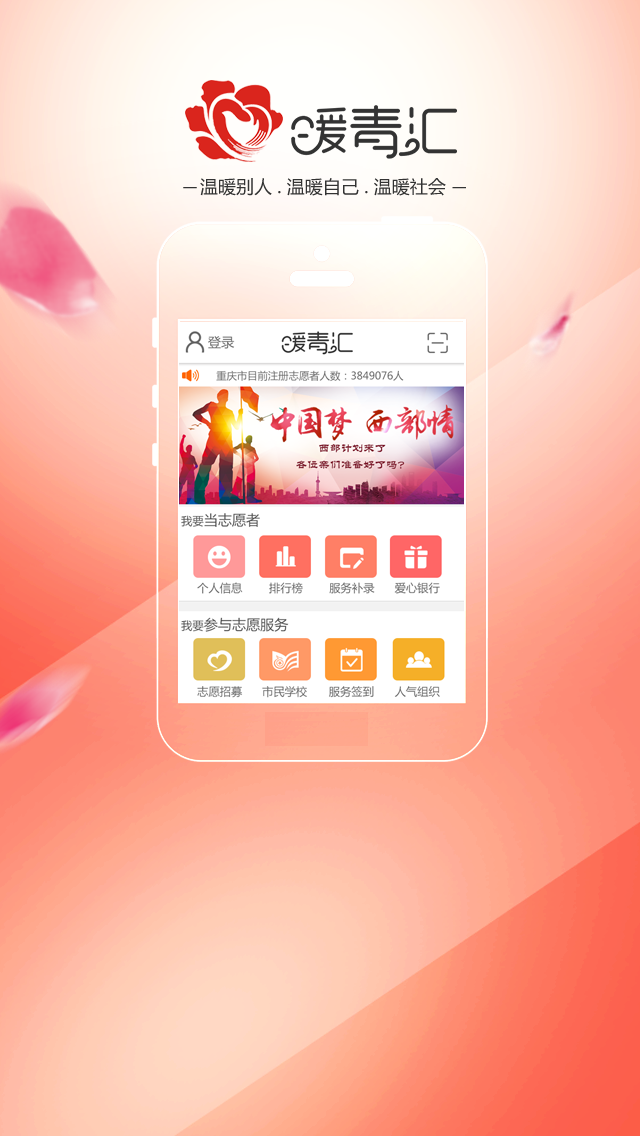 暖青汇
温暖别人 . 温暖自己 . 温暖社会
登录
暖青汇
重庆市目前注册志愿者人数：3849076人
中国梦 西部情
西部计划来了
各位亲们准备好了吗？
我要当志愿者
个人信息
排行榜
服务补录
爱心银行
我要参与志愿服务
志愿招募
市民学校
服务签到
人气组织